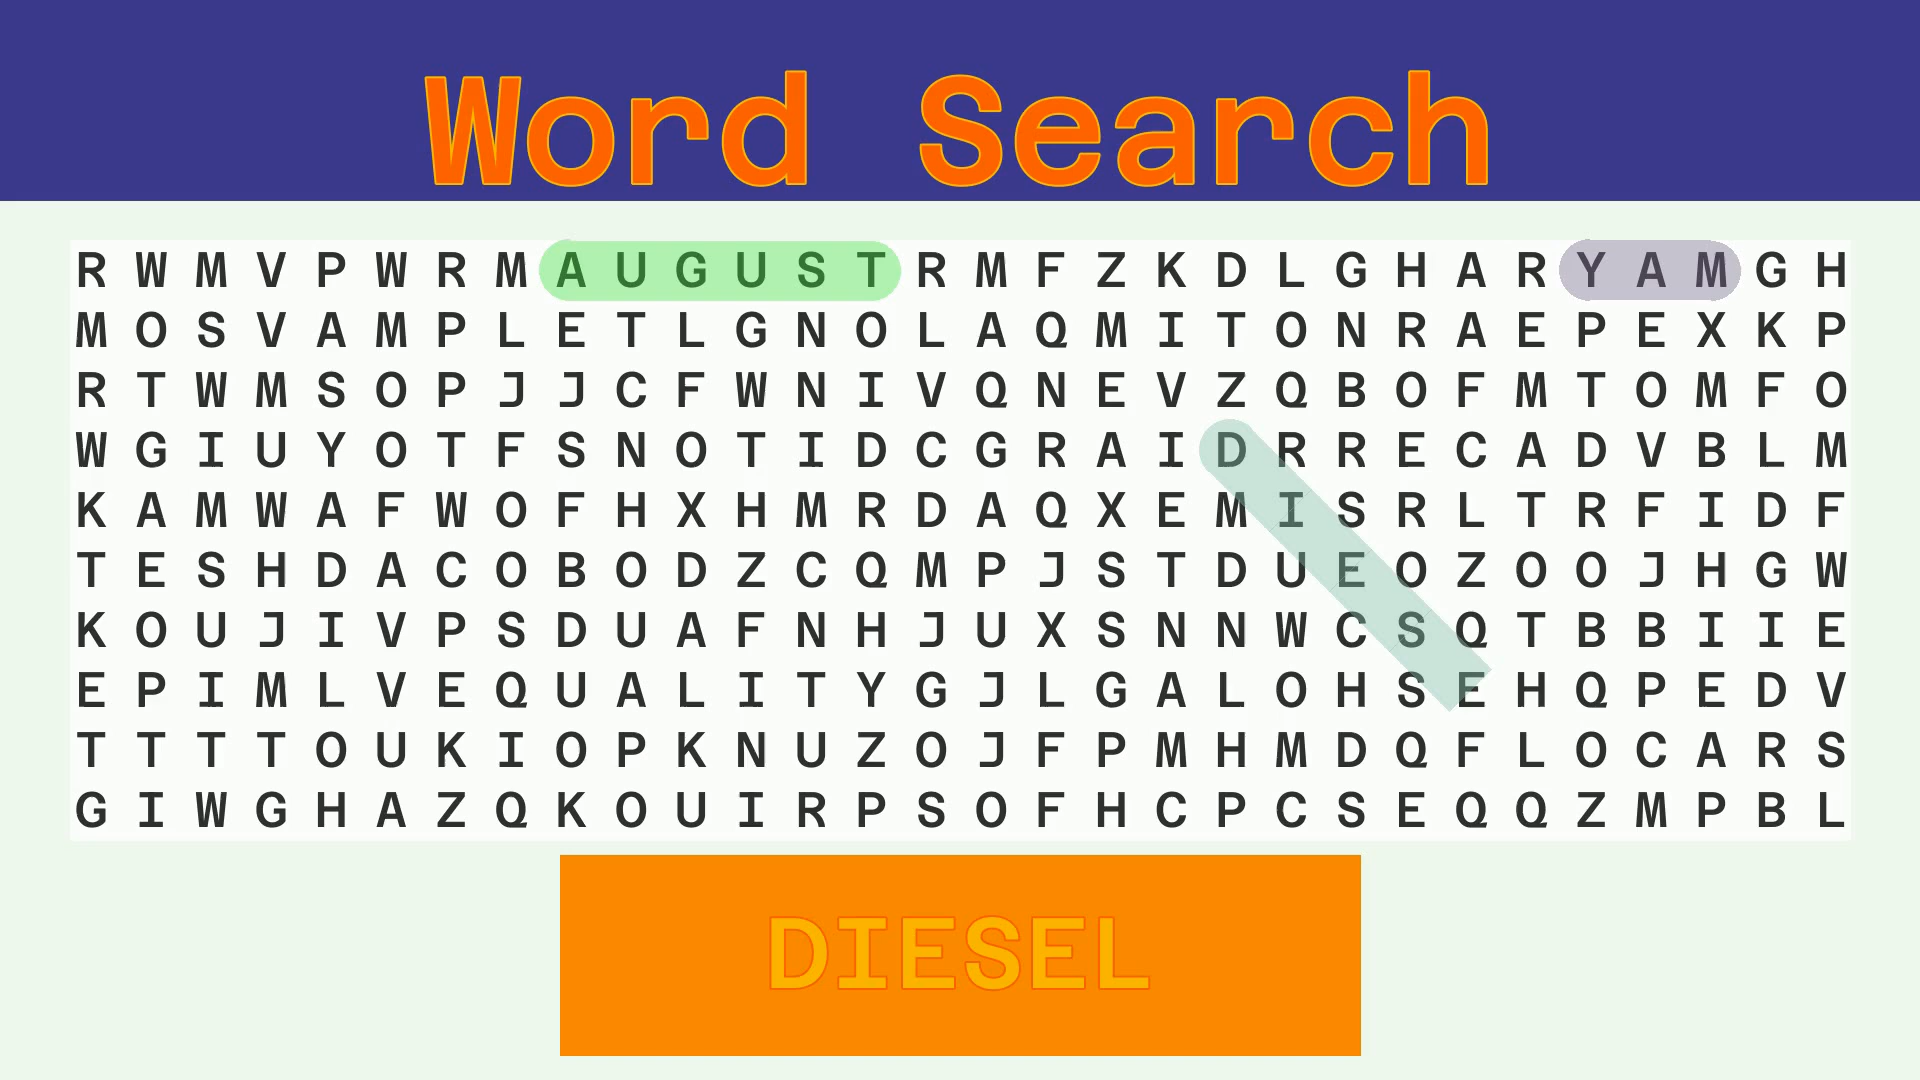 Word Search
R W M V P W R M A U G U S T R M F Z K D L G H A R Y A M G H
M O S V A M P L E T L G N O L A Q M I T O N R A E P E X K P
R T W M S O P J J C F W N I V Q N E V Z Q B O F M T O M F O
W G I U Y O T F S N O T I D C G R A I D R R E C A D V B L M
K A M W A F W O F H X H M R D A Q X E M I S R L T R F I D F
T E S H D A C O B O D Z C Q M P J S T D U E O Z O O J H G W
K O U J I V P S D U A F N H J U X S N N W C S Q T B B I I E
E P I M L V E Q U A L I T Y G J L G A L O H S E H Q P E D V
T T T T O U K I O P K N U Z O J F P M H M D Q F L O C A R S
G I W G H A Z Q K O U I R P S O F H C P C S E Q Q Z M P B L
DIESEL